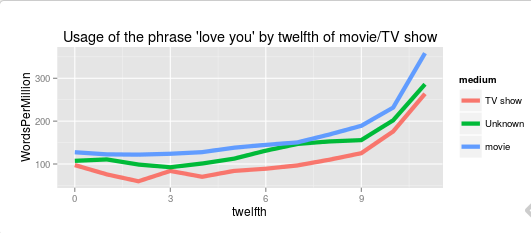 Usage of the phrase 'love you' by twelfth of movie/TV show
WordsPerMillion
300
200
100
0
3
6
9
twelfth
medium
TV show
Unknown
movie